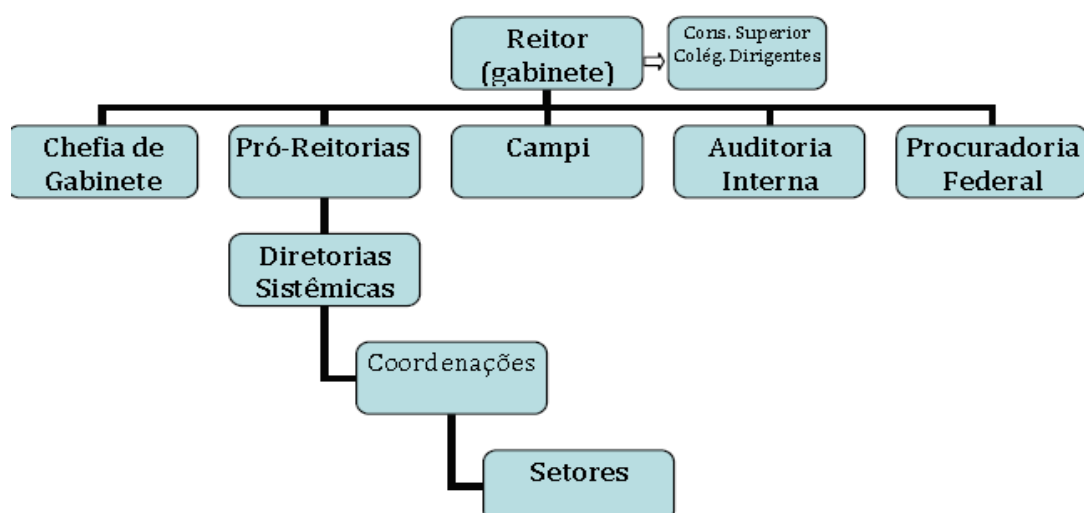 Reitor
(gabinete)
Cons. Superior
Colég. Dirigentes
Chefia de
Gabinete
Pró-Reitorias
Campi
Auditoria
Interna
Procuradoria
Federal
Diretorias
Sistêmicas
Coordenações
Setores